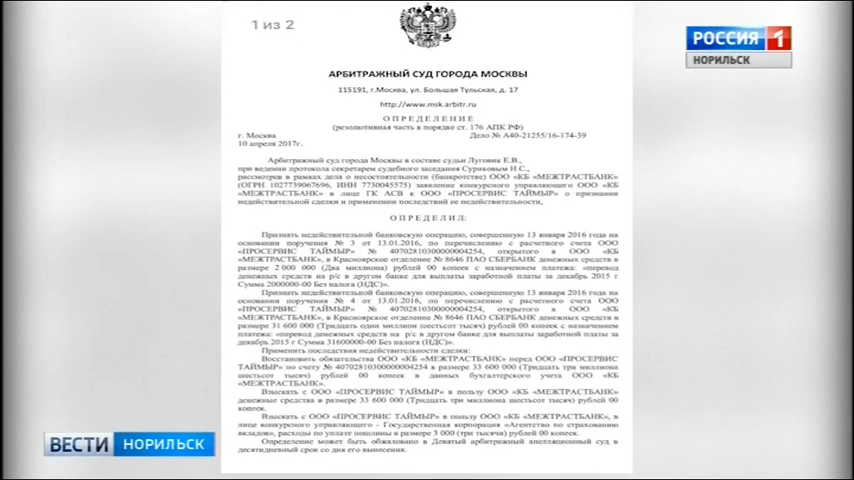 1 из 2
РОССИЯ 1
НОРИЛЬСК
АРБИТРАЖНЫЙ СУД ГОРОДА МОСКВЫ
115191, г.Москва, ул. Большая Тульская, д. 17
http://www.msk.arbitr.ru
О П Р Е Д Е Л Е Н И Е
(резолютивная часть в порядке ст. 176 АПК РФ)
г. Москва Дело № А40-21255/16-174-39
10 апреля 2017г.
Арбитражный суд города Москвы в составе судьи Луговик Е.В.,
при ведении протокола секретарем судебного заседания Суриковым Н.С.,
рассмотрев в рамках дела о несостоятельности (банкротстве) ООО «КБ «МЕЖТРАСТБАНК»
(ОГРН 1027739067696, ИНН 7730045575) заявление конкурсного управляющего ООО «КБ
«МЕЖТРАСТБАНК» в лице ГК АСВ к ООО «ПРОСЕРВИС ТАЙМЫР» о признании
недействительной сделки и применении последствий ее недействительности,
О П Р Е Д Е Л И Л:
Признать недействительной банковскую операцию, совершенную 13 января 2016 года на
основании поручения № 3 от 13.01.2016, по перечислению с расчетного счета ООО
«ПРОСЕРВИС ТАЙМЫР» № 40702810300000004254, открытого в ООО «КБ
«МЕЖТРАСТБАНК», в Красноярское отделение № 8646 ПАО СБЕРБАНК денежных средств в
размере 2 000 000 (Два миллиона) рублей 00 копеек с назначением платежа: «перевод
денежных средств на р/с в другом банке для выплаты заработной платы за декабрь 2015 г
Сумма 2000000-00 Без налога (НДС)».
Признать недействительной банковскую операцию, совершенную 13 января 2016 года на
основании поручения № 4 от 13.01.2016, по перечислению с расчетного счета ООО
«ПРОСЕРВИС ТАЙМЫР» № 40702810300000004254, открытого в ООО «КБ
«МЕЖТРАСТБАНК», в Красноярское отделение № 8646 ПАО СБЕРБАНК денежных средств в
размере 31 600 000 (Тридцать один миллион шестьсот тысяч) рублей 00 копеек с назначением
платежа: «перевод денежных средств на р/с в другом банке для выплаты заработной платы за
декабрь 2015 г Сумма 31600000-00 Без налога (НДС)».
Применить последствия недействительности сделки:
Восстановить обязательства ООО «КБ «МЕЖТРАСТБАНК» перед ООО «ПРОСЕРВИС
ТАЙМЫР» по счету № 40702810300000004254 в размере 33 600 000 (Тридцать три миллиона
шестьсот тысяч) рублей 00 копеек в данных бухгалтерского учета ООО «КБ
«МЕЖТРАСТБАНК».
Взыскать с ООО «ПРОСЕРВИС ТАЙМЫР» в пользу ООО «КБ «МЕЖТРАСТБАНК»
денежные средства в размере 33 600 000 (Тридцать три миллиона шестьсот тысяч) рублей 00
копеек.
Взыскать с ООО «ПРОСЕРВИС ТАЙМЫР» в пользу ООО «КБ «МЕЖТРАСТБАНК», в
лице конкурсного управляющего - Государственная корпорация «Агентство по страхованию
вкладов», расходы по уплате пошлины в размере 3 000 (три тысячи) рублей 00 копеек.
Определение может быть обжаловано в Девятый арбитражный апелляционный суд в
десятидневный срок со дня его вынесения.
ВЕСТИ НОРИЛЬСК